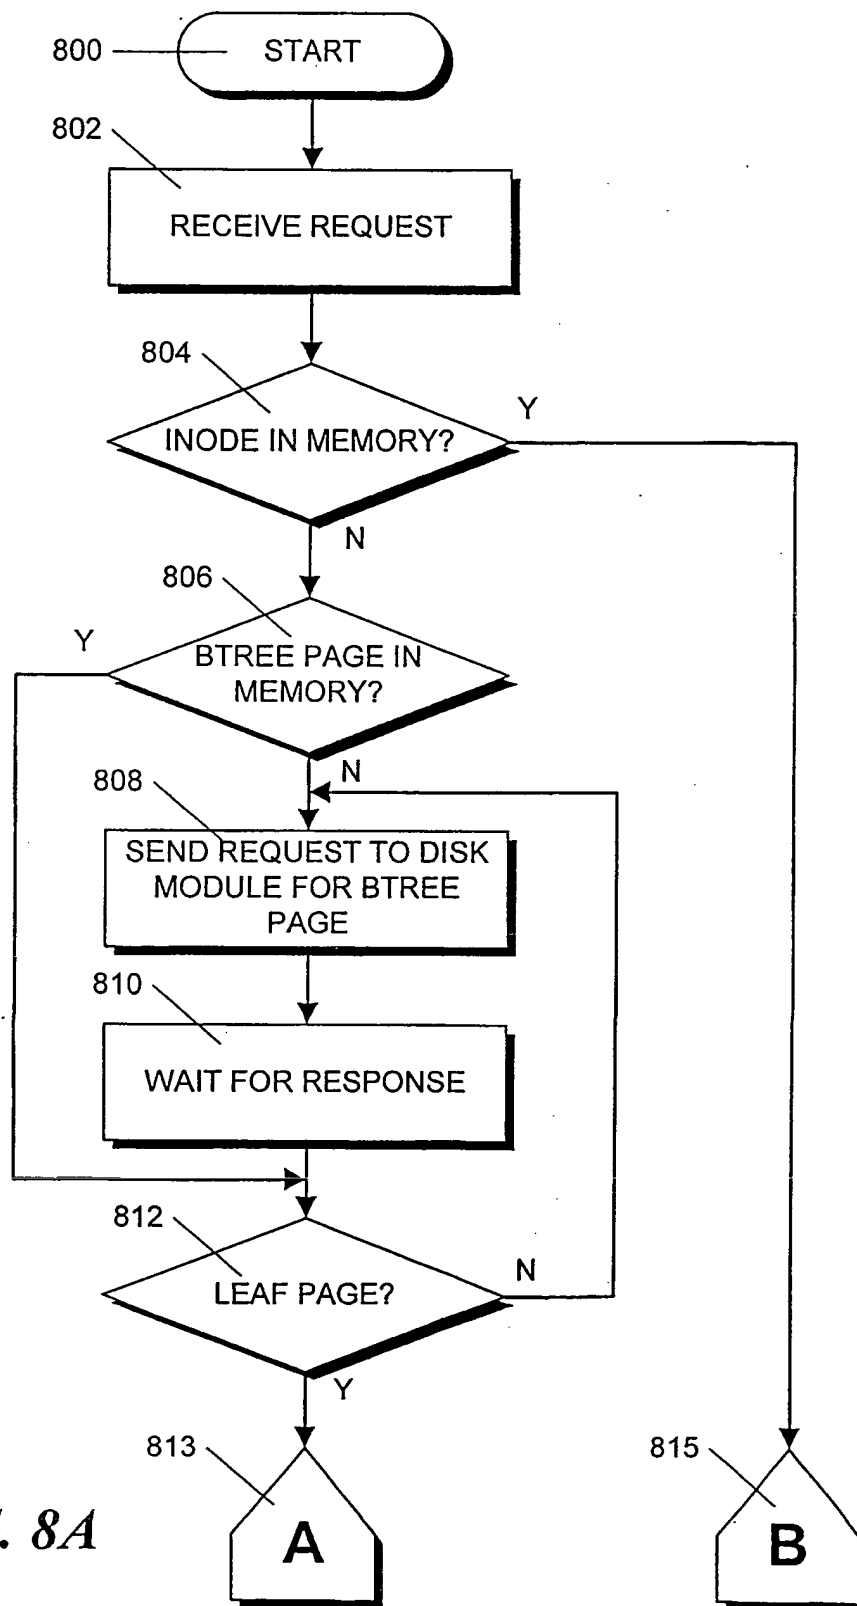 800
START
802
RECEIVE REQUEST
804
Y
INODE IN MEMORY?
N
806
Y
BTREE PAGE IN
MEMORY?
N
808
SEND REQUEST TO DISK
MODULE FOR BTREE
PAGE
810
WAIT FOR RESPONSE
812
N
LEAF PAGE?
Y
813
815
A
B
. 8A